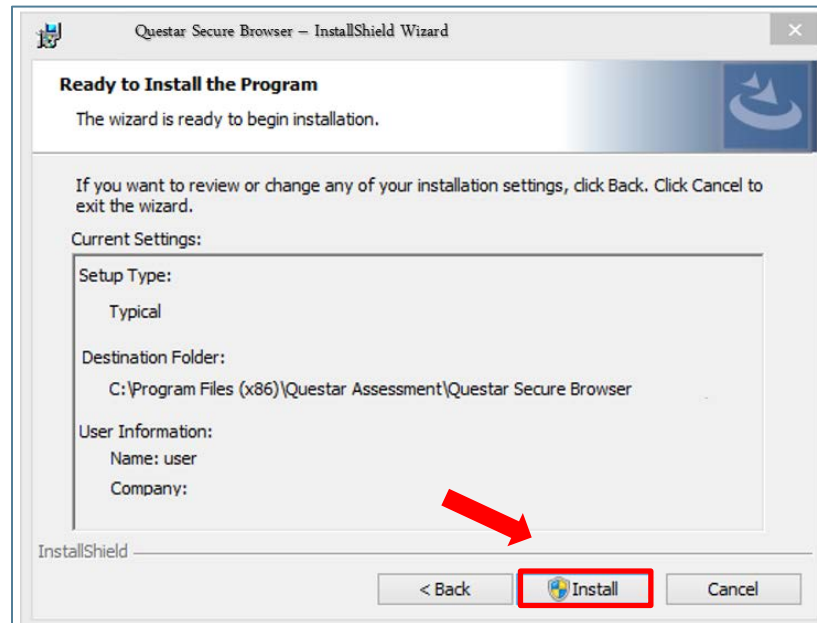 Questar Secure Browser – InstallShield Wizard
Ready to Install the Program
The wizard is ready to begin installation.
If you want to review or change any of your installation settings, click Back. Click Cancel to
exit the wizard.
Current Settings:
Setup Type:
Typical
Destination Folder:
C:\Program Files (x86)\Questar Assessment\Questar Secure Browser
User Information:
Name: user
Company:
InstallShield
< Back
Install
Cancel